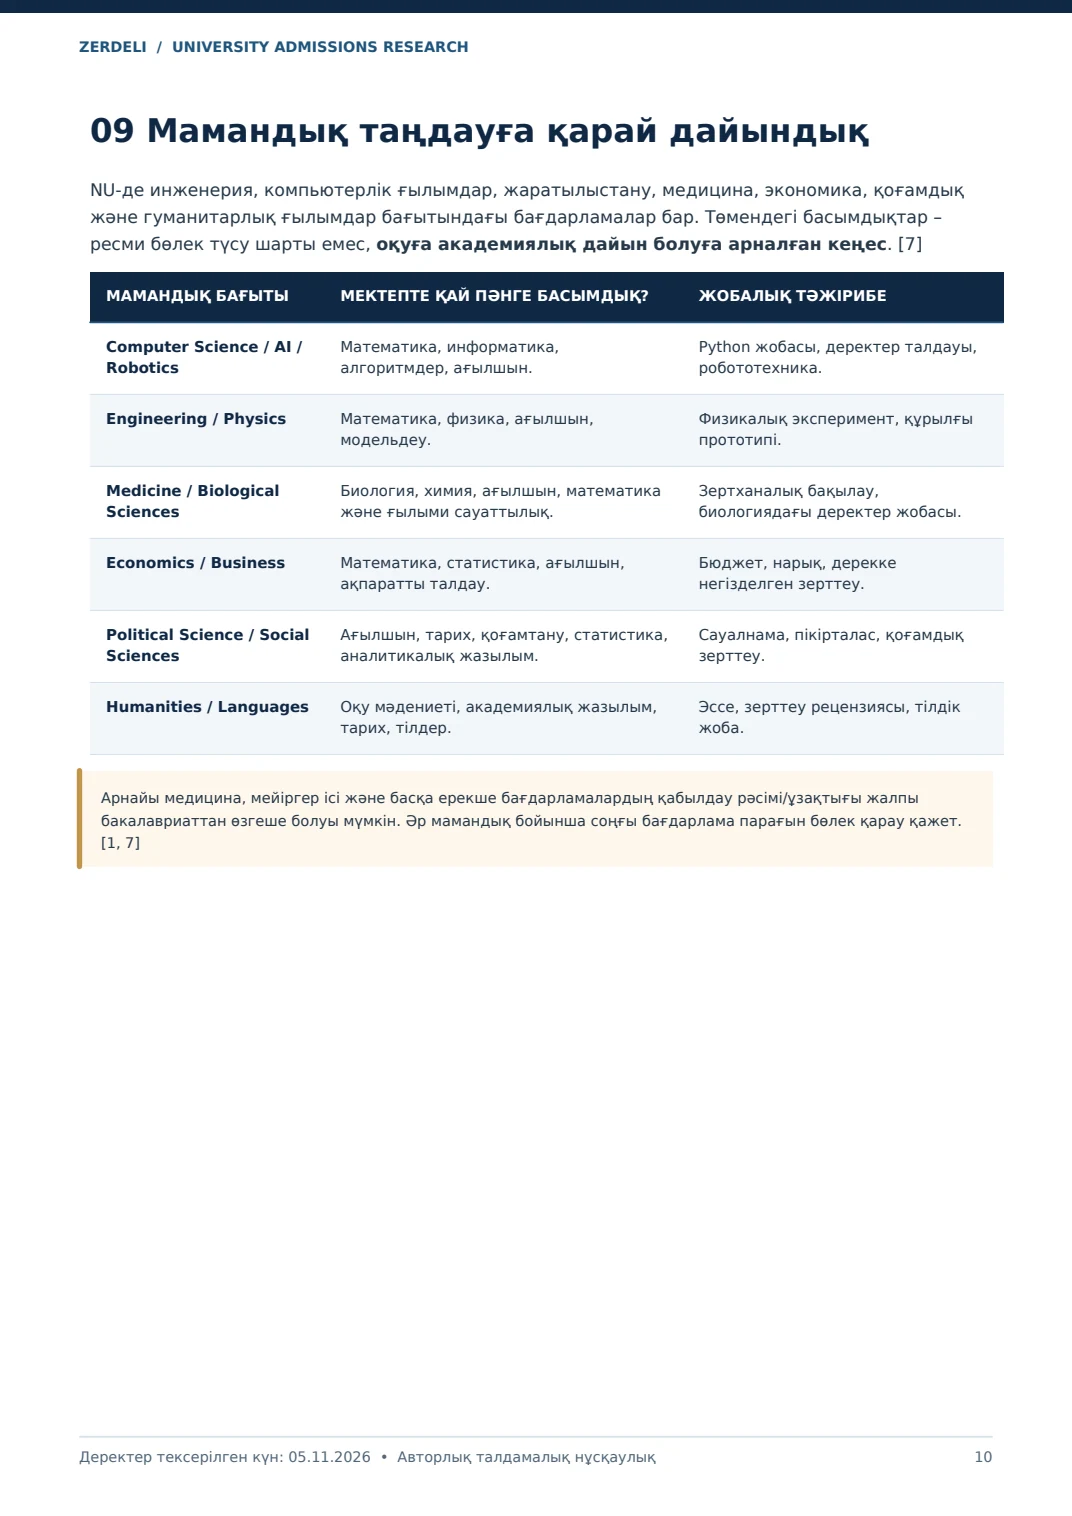 ZERDELI / UNIVERSITY ADMISSIONS RESEARCH
09 Мамандық таңдауға қарай дайындық
NU-де инженерия, компьютерлік ғылымдар, жаратылыстану, медицина, экономика, қоғамдық
және гуманитарлық ғылымдар бағытындағы бағдарламалар бар. Төмендегі басымдықтар –
ресми бөлек түсу шарты емес, оқуға академиялық дайын болуға арналған кеңес. [7]
МАМАНДЫҚ БАҒЫТЫ МЕКТЕПТЕ ҚАЙ ПӘНГЕ БАСЫМДЫҚ? ЖОБАЛЫҚ ТӘЖІРИБЕ
Computer Science / AI / Математика, информатика, Python жобасы, деректер талдауы,
Robotics алгоритмдер, ағылшын. робототехника.
Engineering / Physics Математика, физика, ағылшын, Физикалық эксперимент, құрылғы
модельдеу. прототипі.
Medicine / Biological Биология, химия, ағылшын, математика Зертханалық бақылау,
Sciences және ғылыми сауаттылық. биологиядағы деректер жобасы.
Economics / Business Математика, статистика, ағылшын, Бюджет, нарық, дерекке
ақпаратты талдау. негізделген зерттеу.
Political Science / Social Ағылшын, тарих, қоғамтану, статистика, Сауалнама, пікірталас, қоғамдық
Sciences аналитикалық жазылым. зерттеу.
Humanities / Languages Оқу мәдениеті, академиялық жазылым, Эссе, зерттеу рецензиясы, тілдік
тарих, тілдер. жоба.
Арнайы медицина, мейіргер ісі және басқа ерекше бағдарламалардың қабылдау рәсімі/ұзақтығы жалпы
бакалавриаттан өзгеше болуы мүмкін. Әр мамандық бойынша соңғы бағдарлама парағын бөлек қарау қажет.
[1, 7]
Деректер тексерілген күн: 05.11.2026 • Авторлық талдамалық нұсқаулық 10